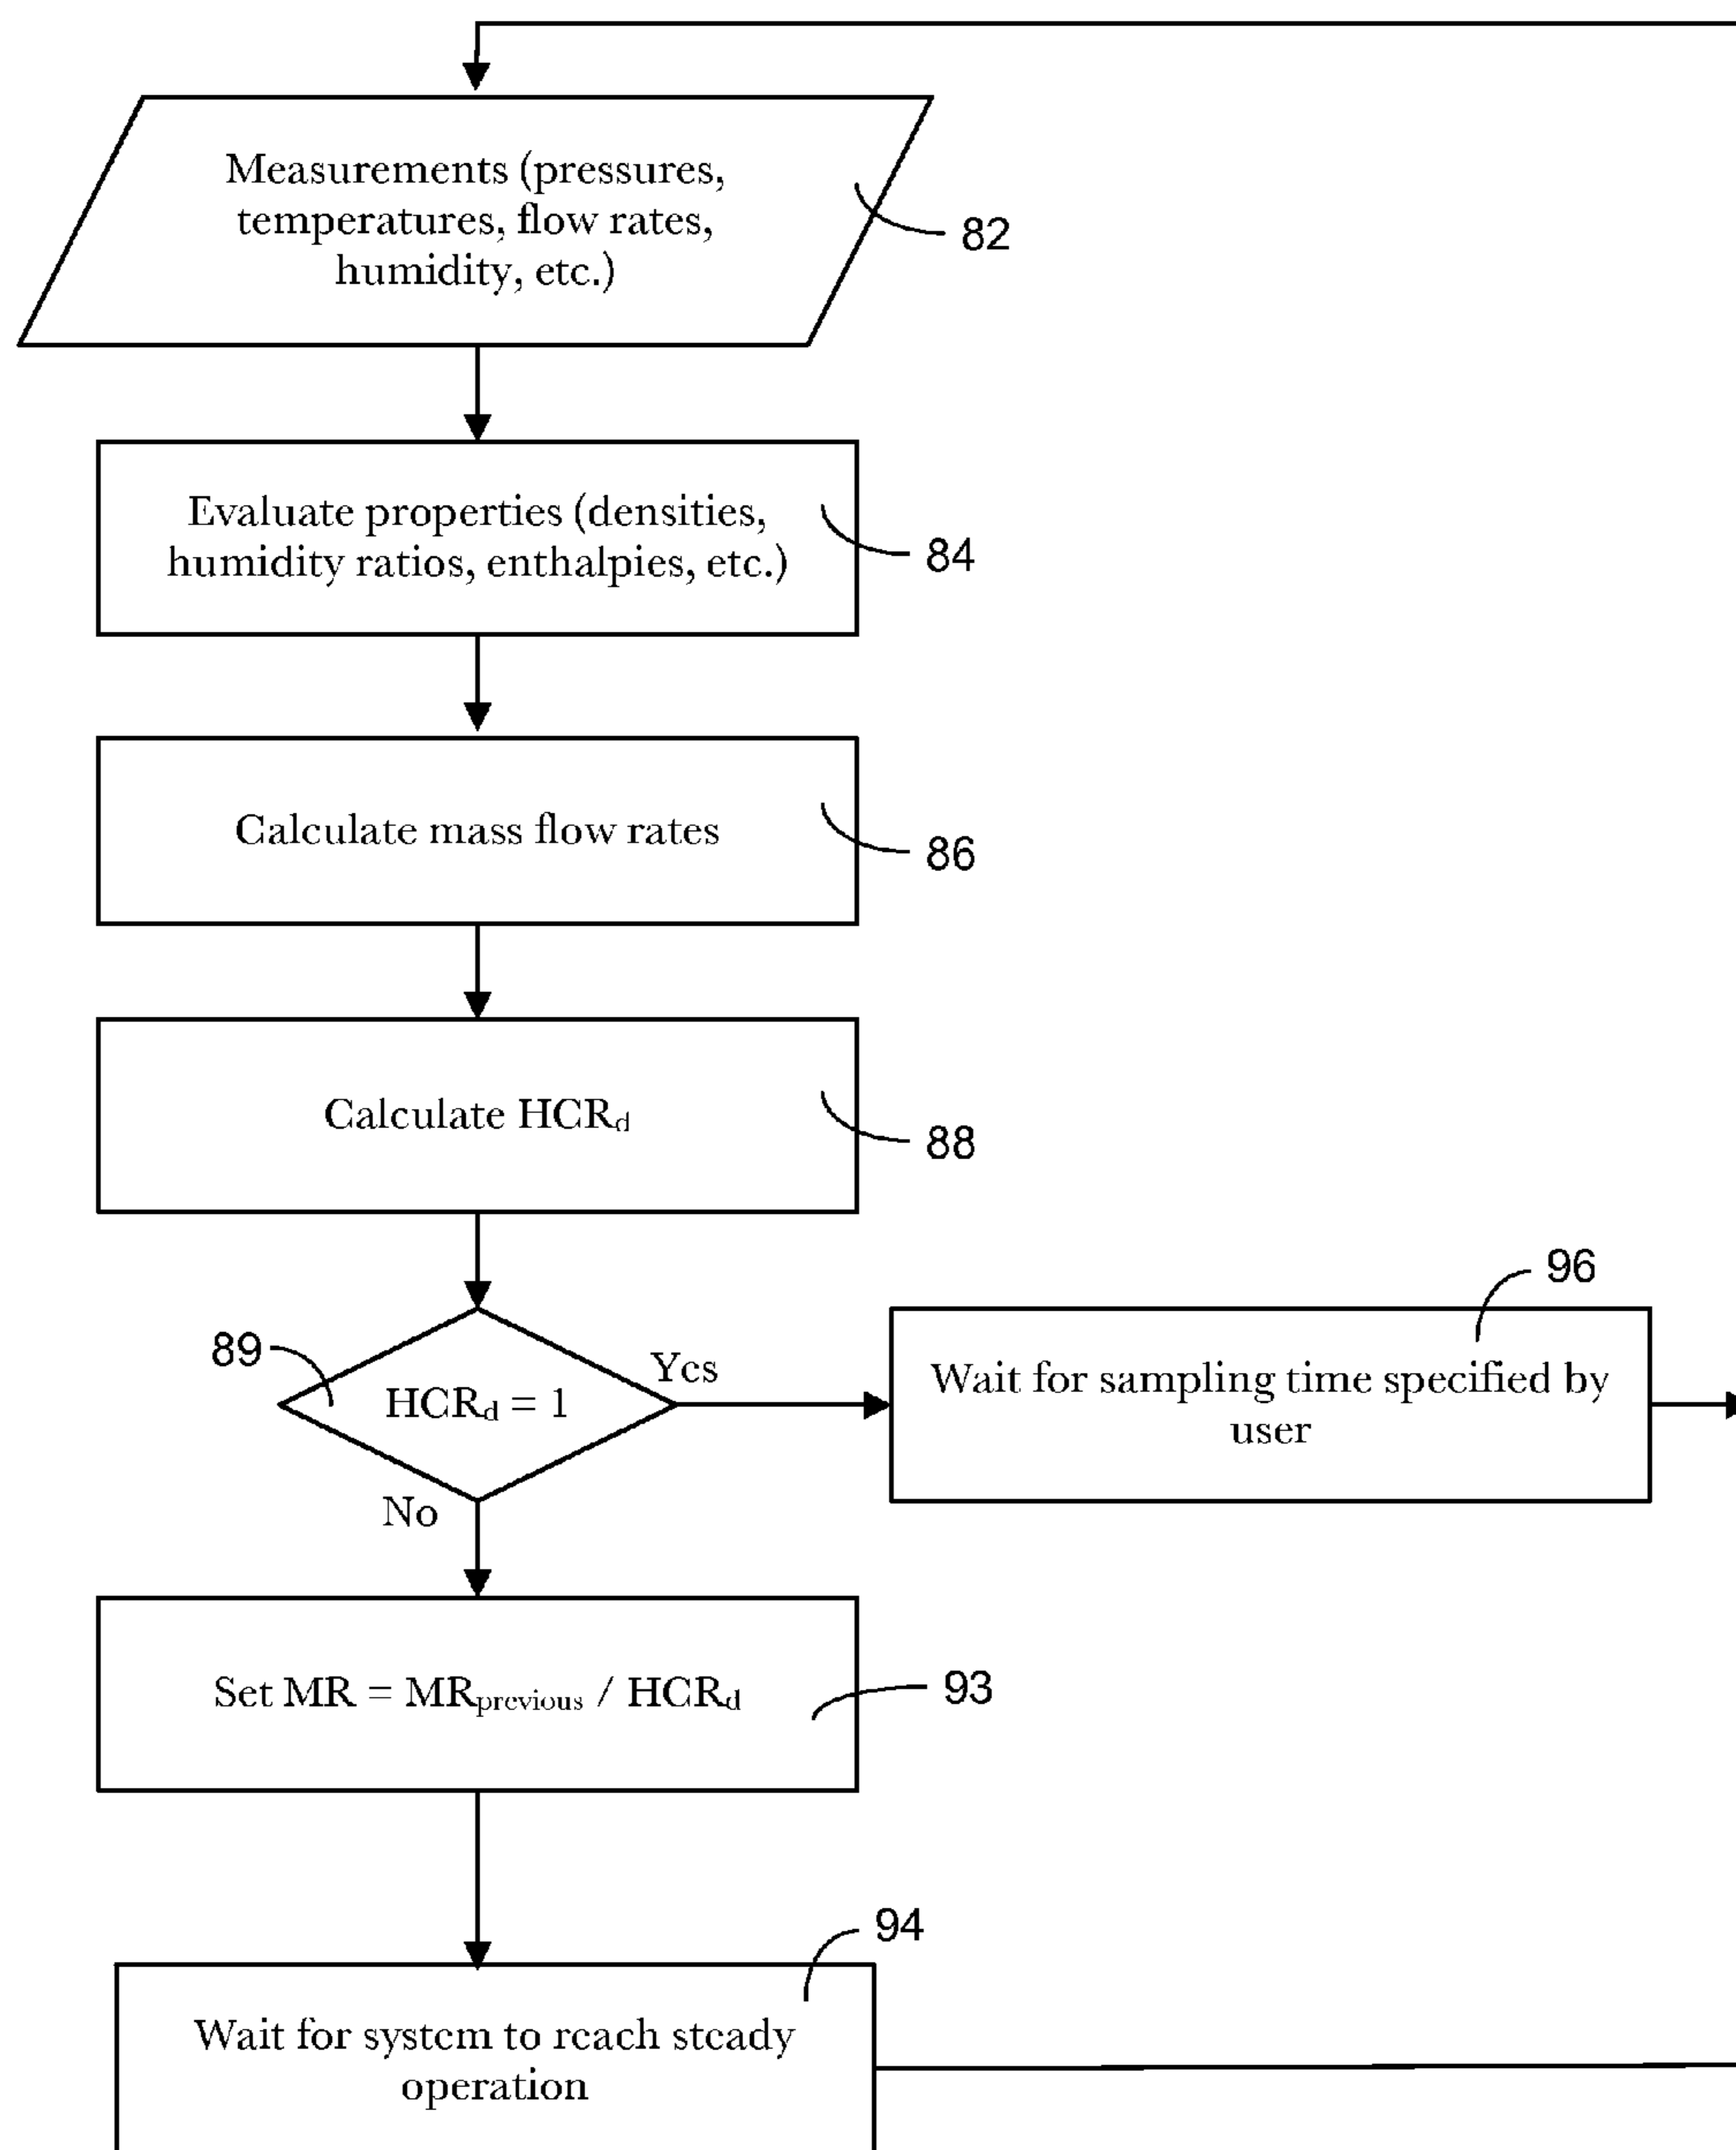 Measurements (pressures,
temperatures, flow rates,
humidity, etc.)
82
Evaluate properties (densities,
humidity ratios, enthalpies, etc.)
84
Calculate mass flow rates
86
Calculate HCRd
88
89
HCRd = 1
Yes
96
Wait for sampling time specified by
user
No
Set MR = MRprevious / HCRd
93
94
Wait for system to reach steady
operation